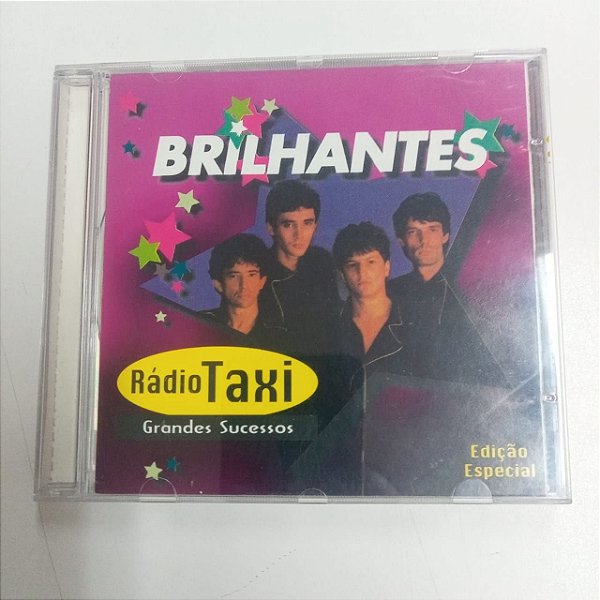 BRILHANTES
Rádio Taxi
Grandes Sucessos
Edição
Especial